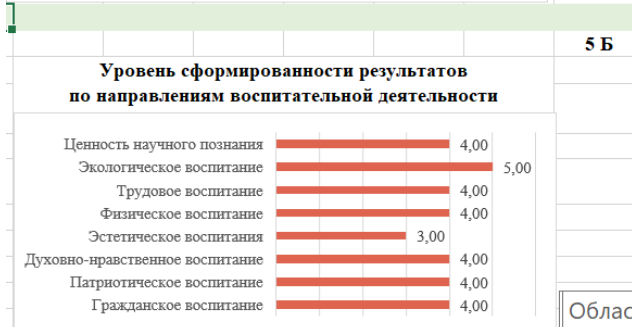 5 Б
Уровень сформированности результатов
по направлениям воспитательной деятельности
Ценность научного познания 4,00
Экологическое воспитание 5,00
Трудовое воспитание 4,00
Физическое воспитание 4,00
Эстетическое воспитания 3,00
Духовно-нравственное воспитание 4,00
Патриотическое воспитание 4,00
Гражданское воспитание 4,00
Облас